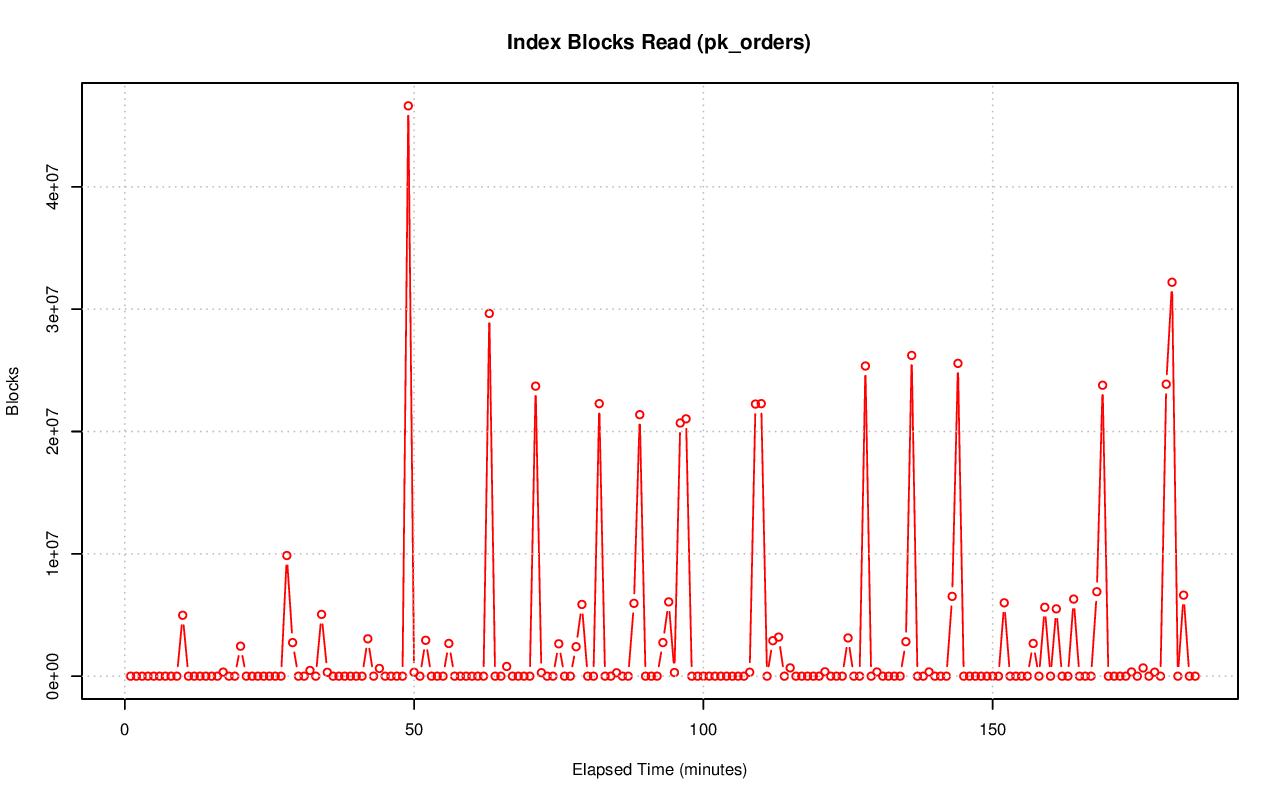 Index Blocks Read (pk_orders)
Blocks
4e+07
3e+07
2e+07
1e+07
0e+00
0 50 100 150
Elapsed Time (minutes)